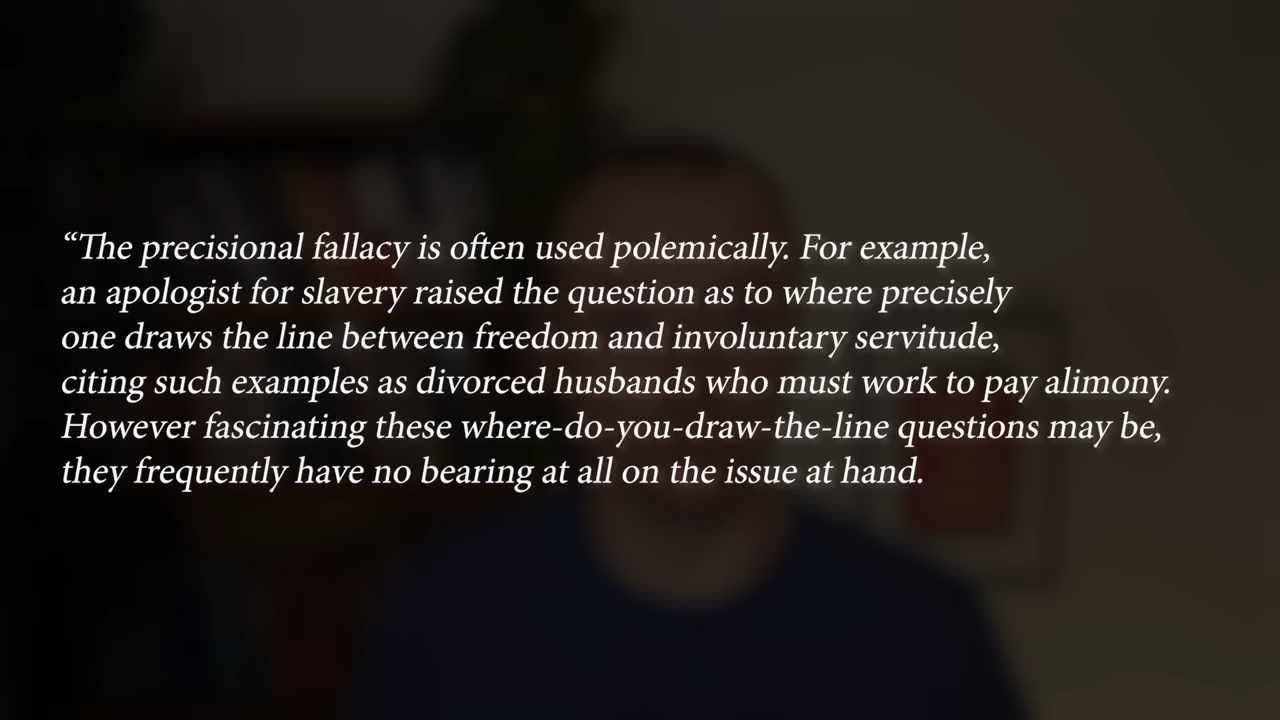 “The precisional fallacy is often used polemically. For example,
an apologist for slavery raised the question as to where precisely
one draws the line between freedom and involuntary servitude,
citing such examples as divorced husbands who must work to pay alimony.
However fascinating these where-do-you-draw-the-line questions may be,
they frequently have no bearing at all on the issue at hand.